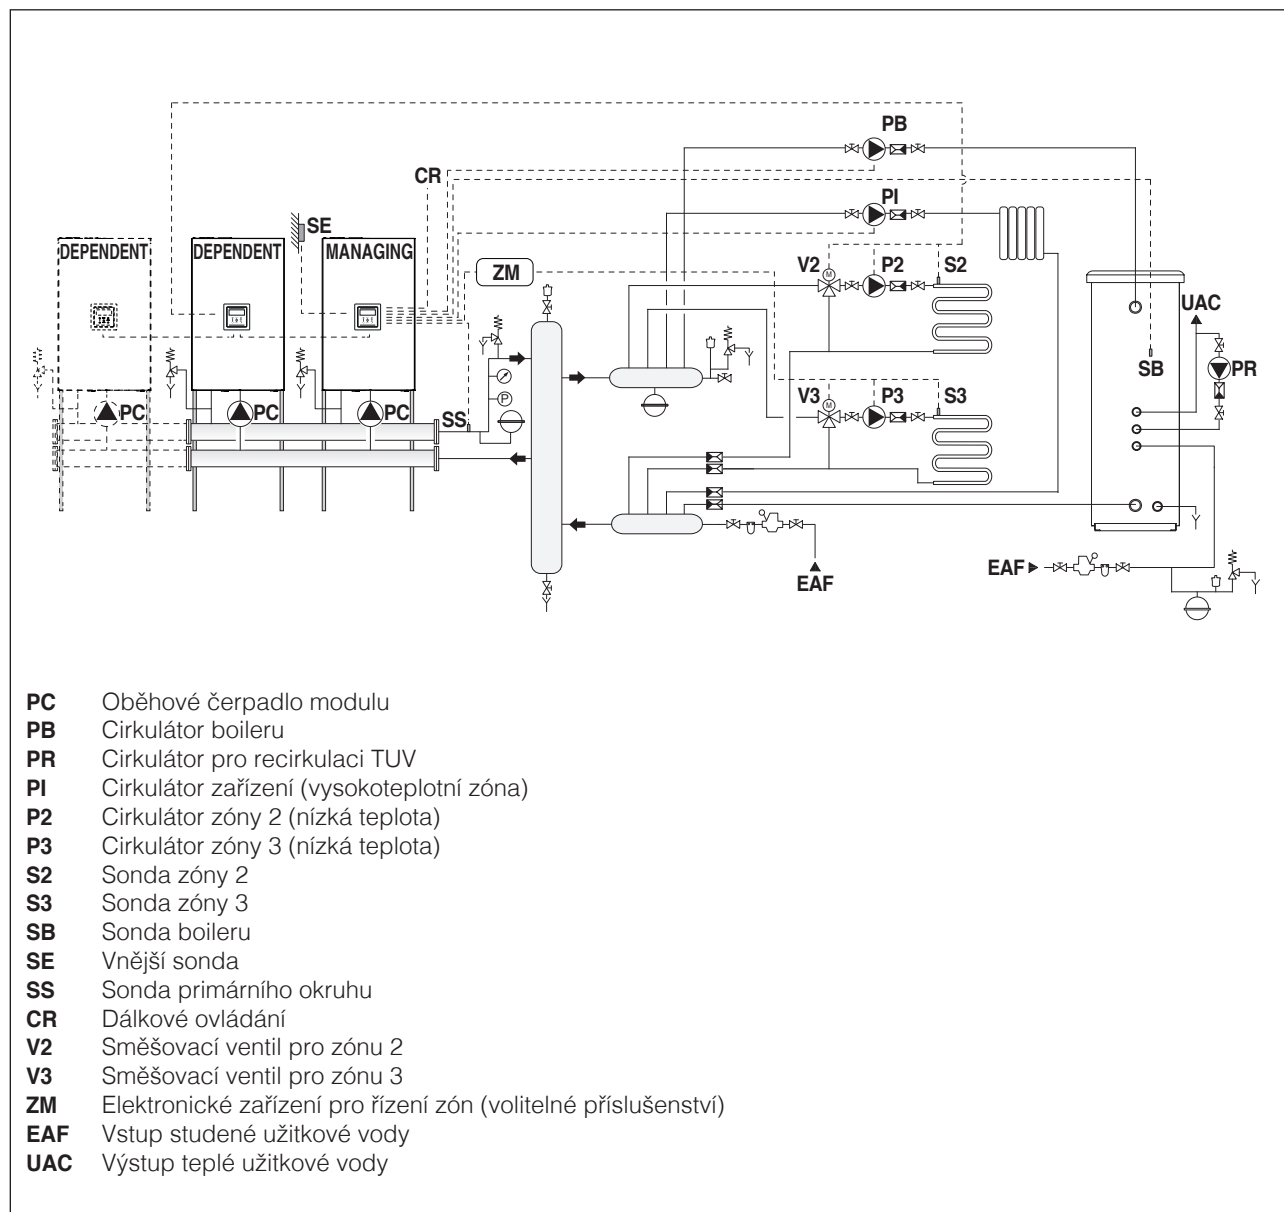 PB
CR
PI
SE
DEPENDENT DEPENDENT MANAGING
ZM
V2 P2 S2
M
UAC
SB PR
V3 P3 S3
M
PC PC PC SS
P
EAF
EAF
PC Oběhové čerpadlo modulu
PB Cirkulátor boileru
PR Cirkulátor pro recirkulaci TUV
PI Cirkulátor zařízení (vysokoteplotní zóna)
P2 Cirkulátor zóny 2 (nízká teplota)
P3 Cirkulátor zóny 3 (nízká teplota)
S2 Sonda zóny 2
S3 Sonda zóny 3
SB Sonda boileru
SE Vnější sonda
SS Sonda primárního okruhu
CR Dálkové ovládání
V2 Směšovací ventil pro zónu 2
V3 Směšovací ventil pro zónu 3
ZM Elektronické zařízení pro řízení zón (volitelné příslušenství)
EAF Vstup studené užitkové vody
UAC Výstup teplé užitkové vody